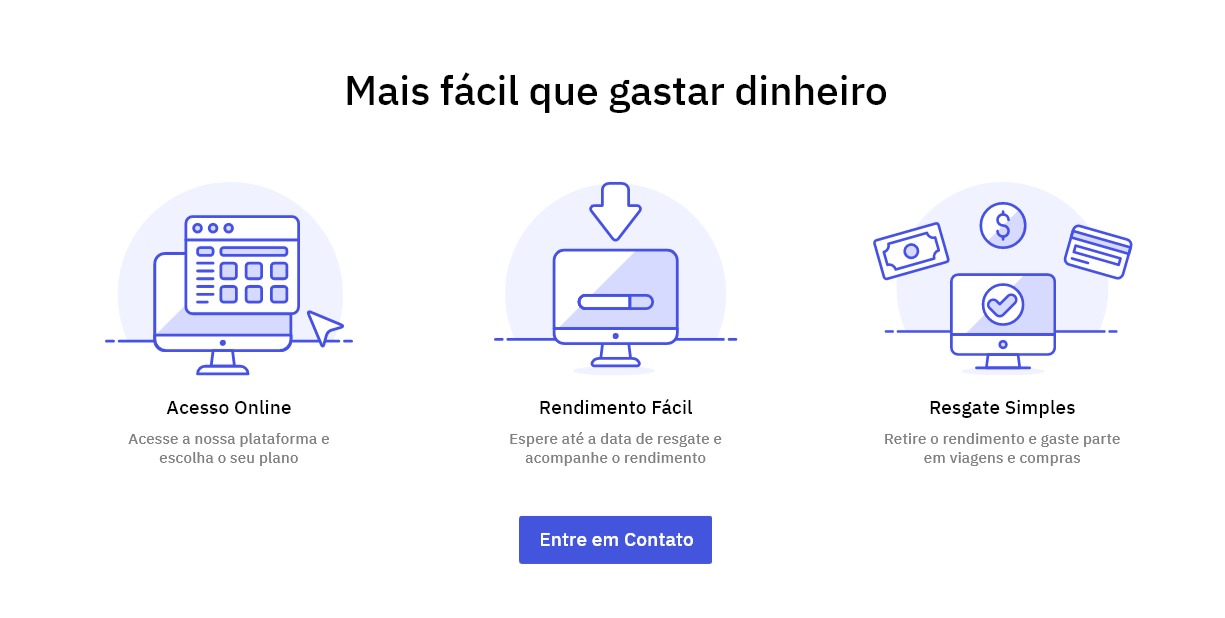 Mais fácil que gastar dinheiro
$
Acesso Online
Acesse a nossa plataforma e
escolha o seu plano
Rendimento Fácil
Espere até a data de resgate e
acompanhe o rendimento
Resgate Simples
Retire o rendimento e gaste parte
em viagens e compras
Entre em Contato